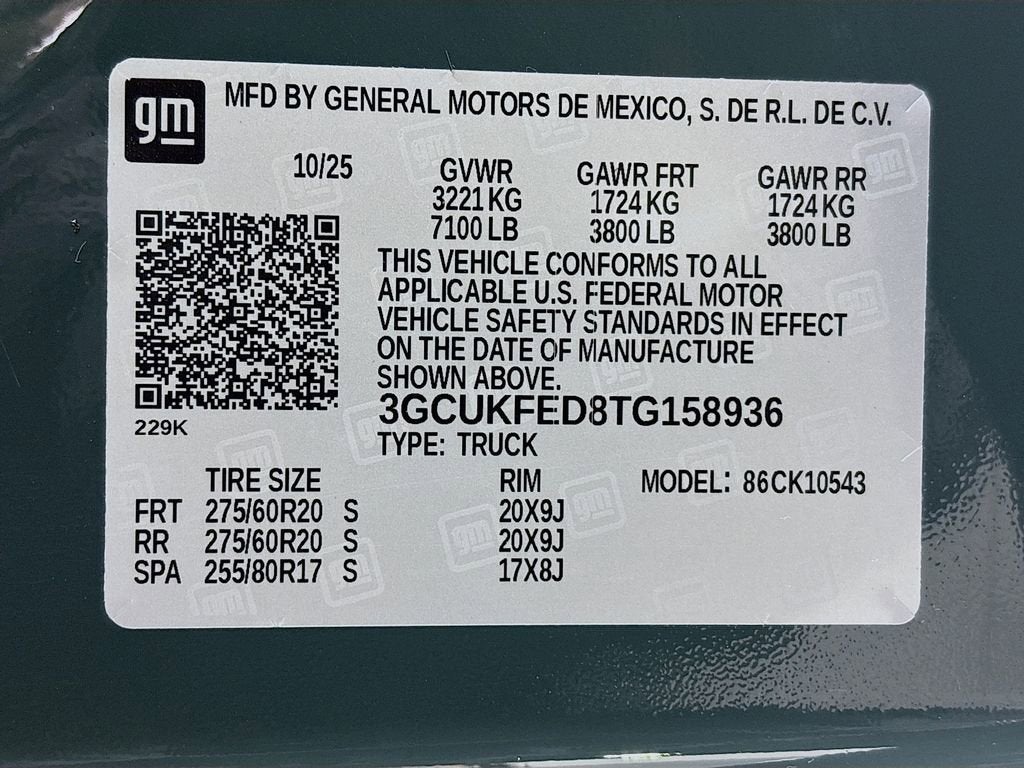 gm MFD BY GENERAL MOTORS DE MEXICO, S. DE R.L. DE C.V.
10/25 GVWR GAWR FRT GAWR RR
3221 KG 1724 KG 1724 KG
7100 LB 3800 LB 3800 LB
THIS VEHICLE CONFORMS TO ALL
APPLICABLE U.S. FEDERAL MOTOR
VEHICLE SAFETY STANDARDS IN EFFECT
ON THE DATE OF MANUFACTURE
SHOWN ABOVE.
3GCUKFED8TG158936
229K
TYPE: TRUCK
TIRE SIZE RIM MODEL: 86CK10543
FRT 275/60R20 S 20X9J
RR 275/60R20 S 20X9J
SPA 255/80R17 S 17X8J